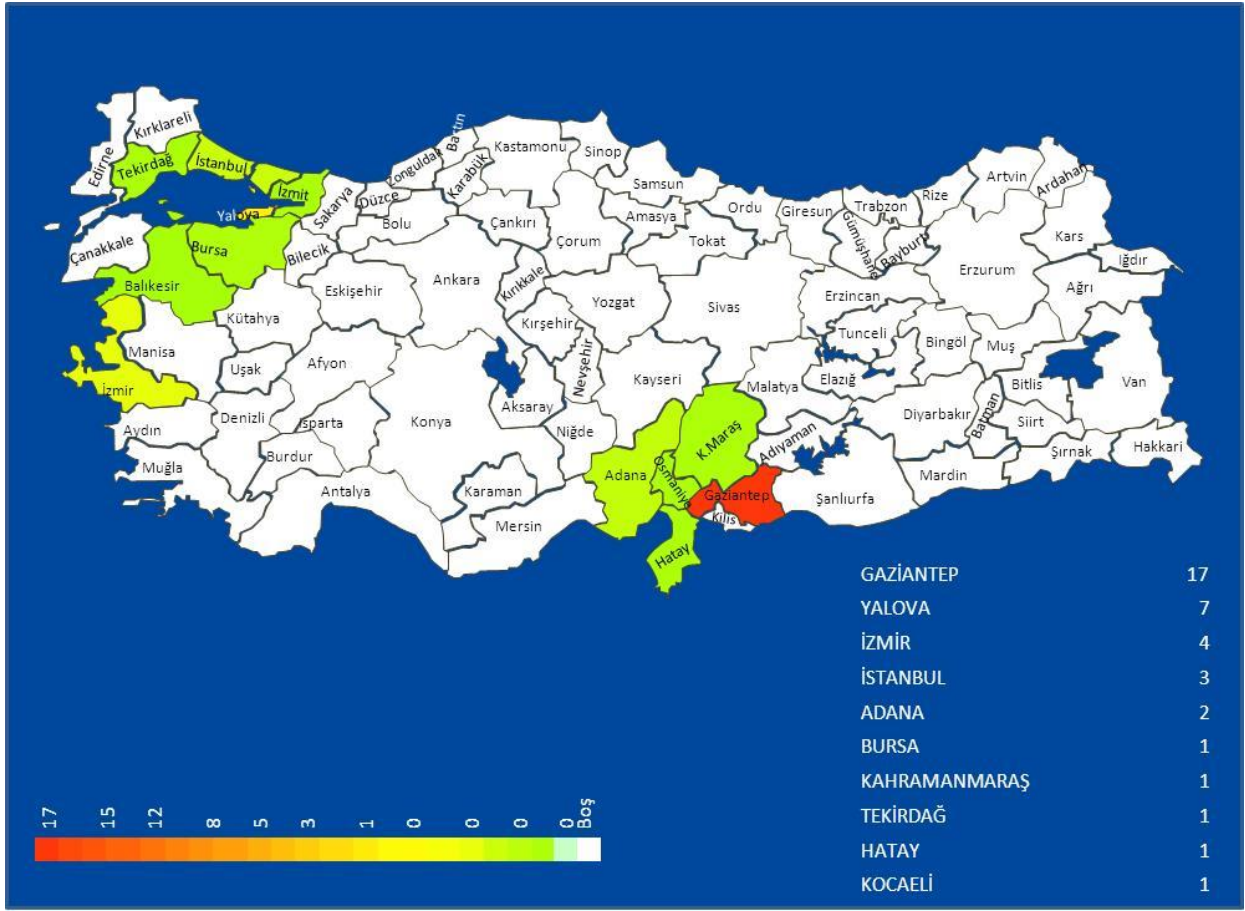 Kırklareli
Edirne
Tekirdağ
İstanbul
İzmit
Yalova
Sakarya
Düzce
Zonguldak
Bartın
Karabük
Kastamonu
Sinop
Samsun
Ordu
Giresun
Trabzon
Rize
Artvin
Ardahan
Çanakkale
Bursa
Bilecik
Bolu
Çankırı
Çorum
Amasya
Tokat
Gümüşhane
Bayburt
Erzurum
Kars
Iğdır
Balıkesir
Kütahya
Eskişehir
Ankara
Kırıkkale
Yozgat
Sivas
Erzincan
Ağrı
Manisa
Uşak
Afyon
Kırşehir
Nevşehir
Kayseri
Malatya
Tunceli
Elazığ
Bingöl
Muş
Bitlis
Van
İzmir
Aydın
Denizli
Isparta
Konya
Aksaray
Niğde
Adana
K.Maraş
Adıyaman
Diyarbakır
Batman
Siirt
Şırnak
Hakkari
Muğla
Burdur
Antalya
Karaman
Mersin
Osmaniye
Gaziantep
Kilis
Şanlıurfa
Mardin
Hatay
GAZİANTEP 17
YALOVA 7
İZMİR 4
İSTANBUL 3
ADANA 2
BURSA 1
KAHRAMANMARAŞ 1
TEKİRDAĞ 1
HATAY 1
KOCAELİ 1
17 15 12 8 5 3 1 0 0 0 0 Boş